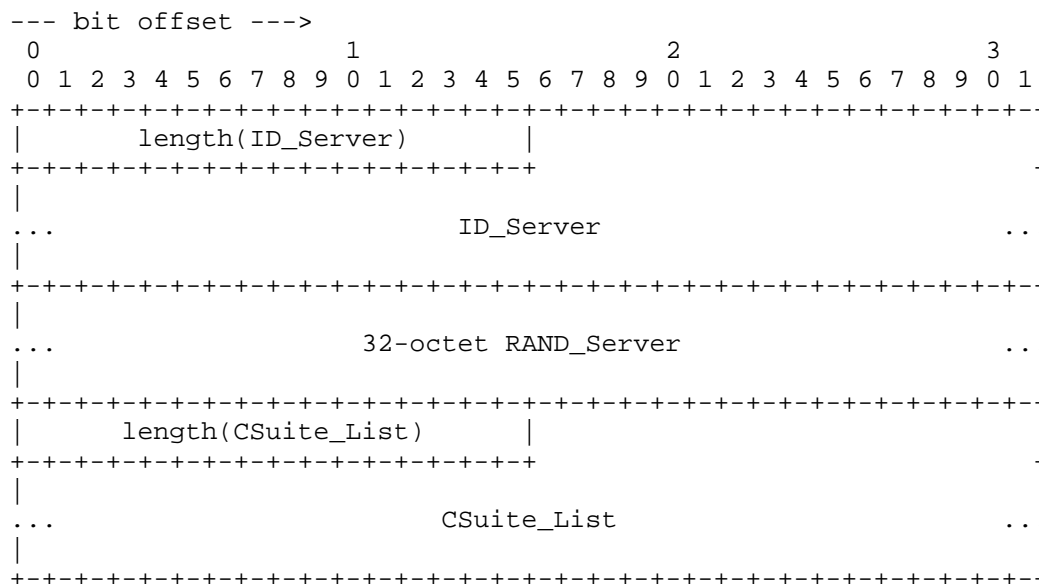 --- bit offset --->
 0                   1                   2                   3
 0 1 2 3 4 5 6 7 8 9 0 1 2 3 4 5 6 7 8 9 0 1 2 3 4 5 6 7 8 9 0 1
+-+-+-+-+-+-+-+-+-+-+-+-+-+-+-+-+-+-+-+-+-+-+-+-+-+-+-+-+-+-+-+-
|       length(ID_Server)       |
+-+-+-+-+-+-+-+-+-+-+-+-+-+-+-+-+                               -
|
...                         ID_Server                         ..
|
+-+-+-+-+-+-+-+-+-+-+-+-+-+-+-+-+-+-+-+-+-+-+-+-+-+-+-+-+-+-+-+-
|
...                   32-octet RAND_Server                    ..
|
+-+-+-+-+-+-+-+-+-+-+-+-+-+-+-+-+-+-+-+-+-+-+-+-+-+-+-+-+-+-+-+-
|      length(CSuite_List)      |
+-+-+-+-+-+-+-+-+-+-+-+-+-+-+-+-+                               -
|
...                        CSuite_List                        ..
|
+-+-+-+-+-+-+-+-+-+-+-+-+-+-+-+-+-+-+-+-+-+-+-+-+-+-+-+-+-+-+-+-